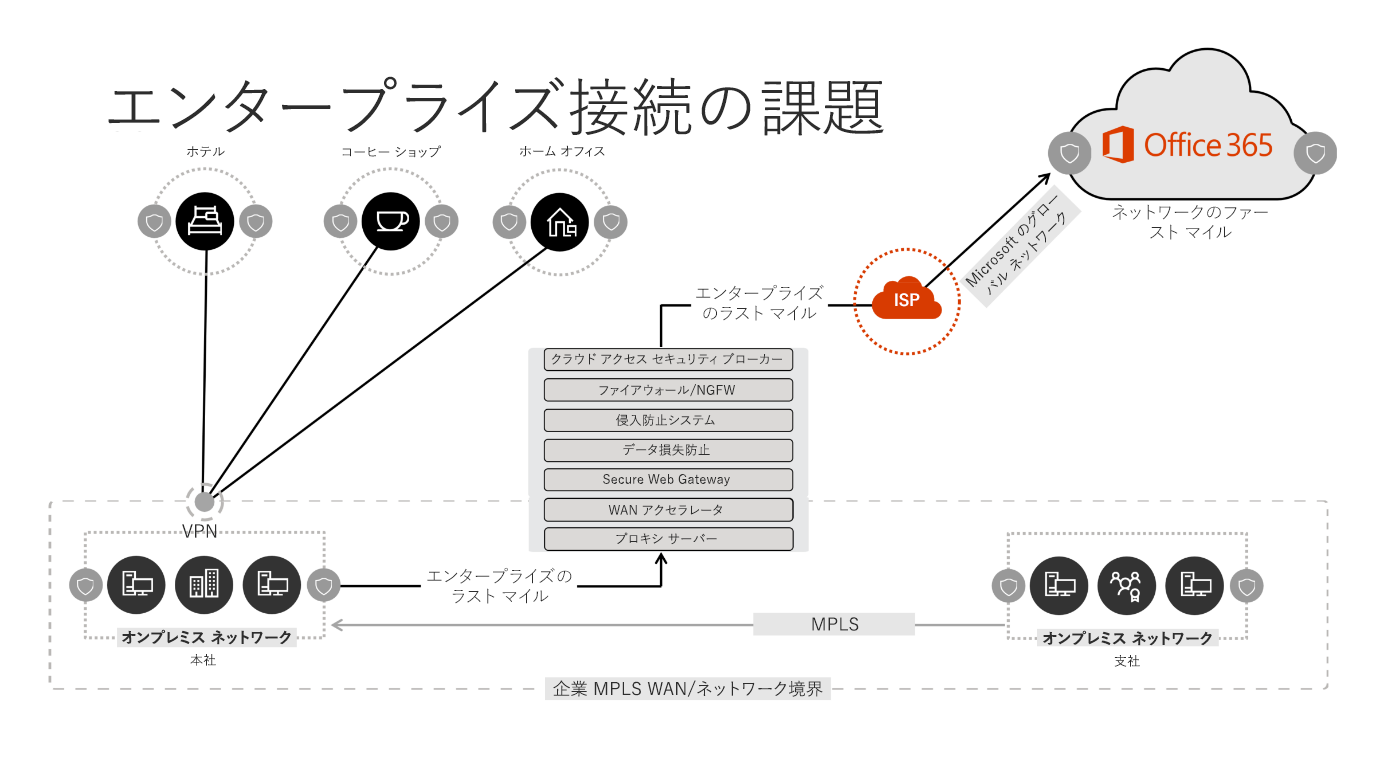 エンタープライズ接続の課題
ホテル
コーヒー ショップ
ホーム オフィス
Office 365
ネットワークのファー
スト マイル
Microsoft のグロー
バル ネットワーク
ISP
エンタープライズ
のラスト マイル
クラウド アクセス セキュリティ ブローカー
ファイアウォール/NGFW
侵入防止システム
データ損失防止
Secure Web Gateway
WAN アクセラレータ
プロキシ サーバー
VPN
エンタープライズの
ラスト マイル
オンプレミス ネットワーク
本社
MPLS
オンプレミス ネットワーク
支社
企業 MPLS WAN/ネットワーク境界